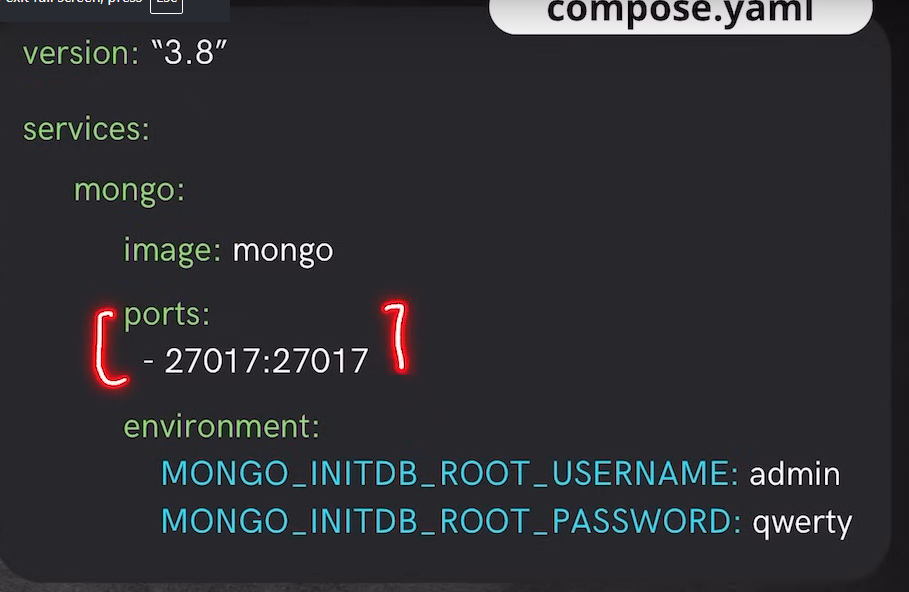 exit full screen, press Esc
compose.yaml
version: “3.8”
services:
mongo:
image: mongo
ports:
- 27017:27017
environment:
MONGO_INITDB_ROOT_USERNAME: admin
MONGO_INITDB_ROOT_PASSWORD: qwerty